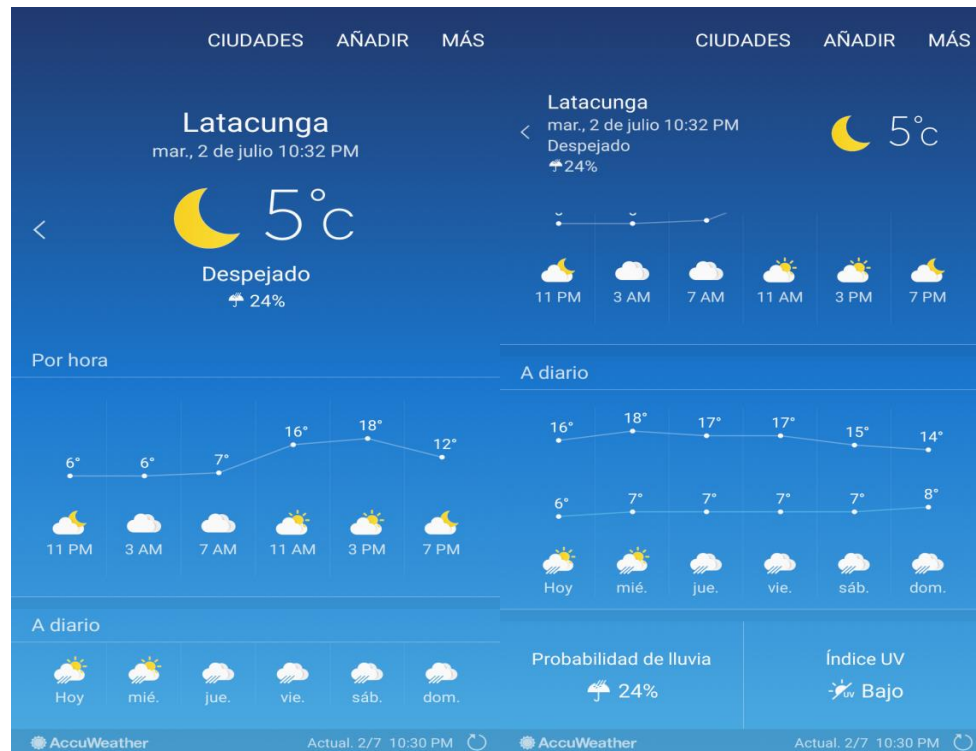 CIUDADES AÑADIR MÁS
Latacunga
mar., 2 de julio 10:32 PM
5°c
Despejado
24%
Por hora
6° 6° 7° 16° 18° 12°
11 PM 3 AM 7 AM 11 AM 3 PM 7 PM
A diario
Hoy mié. jue. vie. sáb. dom.
AccuWeather Actual. 2/7 10:30 PM
CIUDADES AÑADIR MÁS
Latacunga
mar., 2 de julio 10:32 PM
Despejado
24%
5°c
11 PM 3 AM 7 AM 11 AM 3 PM 7 PM
A diario
16° 18° 17° 17° 15° 14°
6° 7° 7° 7° 7° 8°
Hoy mié. jue. vie. sáb. dom.
Probabilidad de lluvia
24%
Índice UV
UV Bajo
AccuWeather Actual. 2/7 10:30 PM